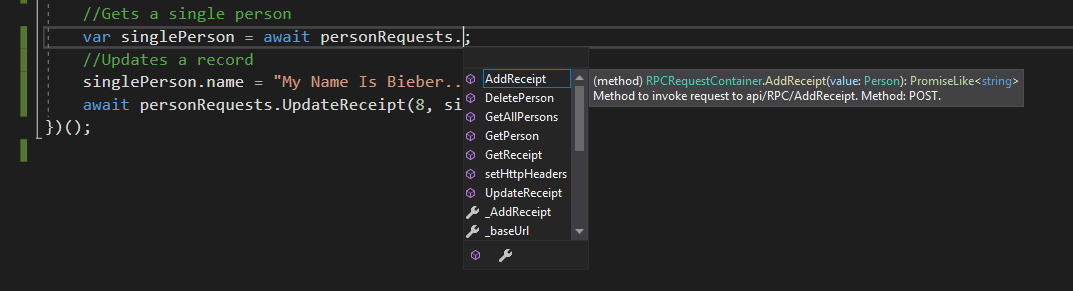 //Gets a single person
var singlePerson = await personRequests.;
//Updates a record
singlePerson.name = "My Name Is Bieber..
await personRequests.UpdateReceipt(8, si
})();
AddReceipt
DeletePerson
GetAllPersons
GetPerson
GetReceipt
setHttpHeaders
UpdateReceipt
_AddReceipt
_baseUrl
(method) RPCRequestContainer.AddReceipt(value: Person): PromiseLike<string>
Method to invoke request to api/RPC/AddReceipt. Method: POST.